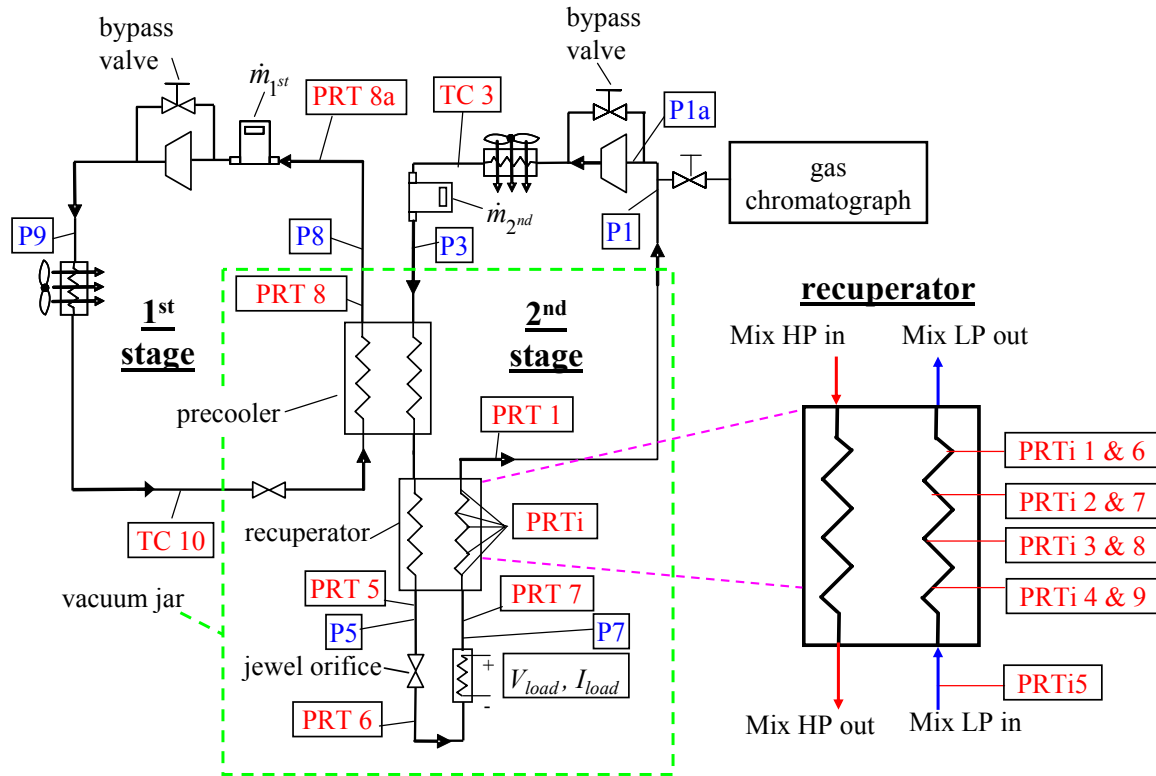 bypass
valve
ṁ1st
PRT 8a
TC 3
bypass
valve
P1a
gas
chromatograph
P9
P8
ṁ2nd
P3
P1
PRT 8
1st
stage
2nd
stage
precooler
PRT 1
TC 10
recuperator
PRTi
vacuum jar
PRT 5
PRT 7
P5
P7
jewel orifice
+
Vload, Iload
-
PRT 6
recuperator
Mix HP in
Mix LP out
PRTi 1 & 6
PRTi 2 & 7
PRTi 3 & 8
PRTi 4 & 9
PRTi5
Mix HP out
Mix LP in